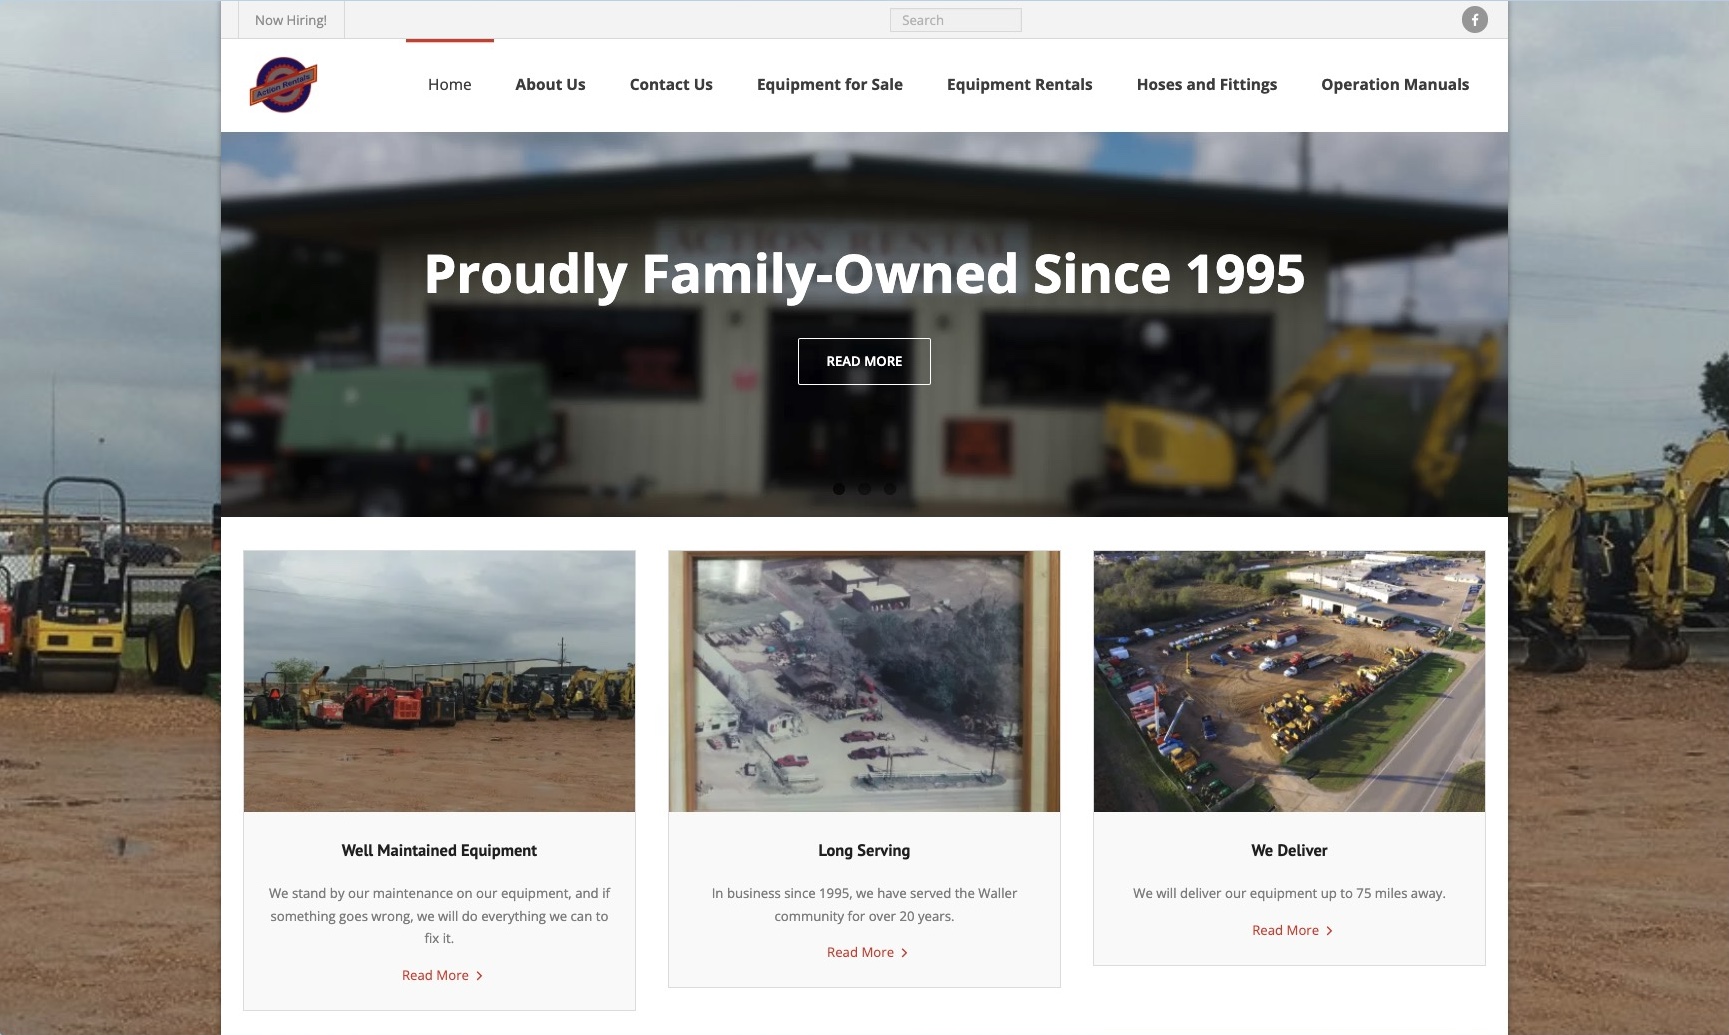 Now Hiring!
Search
Action Rentals
Home
About Us
Contact Us
Equipment for Sale
Equipment Rentals
Hoses and Fittings
Operation Manuals
ACTION RENTAL
Proudly Family-Owned Since 1995
READ MORE
Well Maintained Equipment
We stand by our maintenance on our equipment, and if
something goes wrong, we will do everything we can to
fix it.
Read More
Long Serving
In business since 1995, we have served the Waller
community for over 20 years.
Read More
We Deliver
We will deliver our equipment up to 75 miles away.
Read More